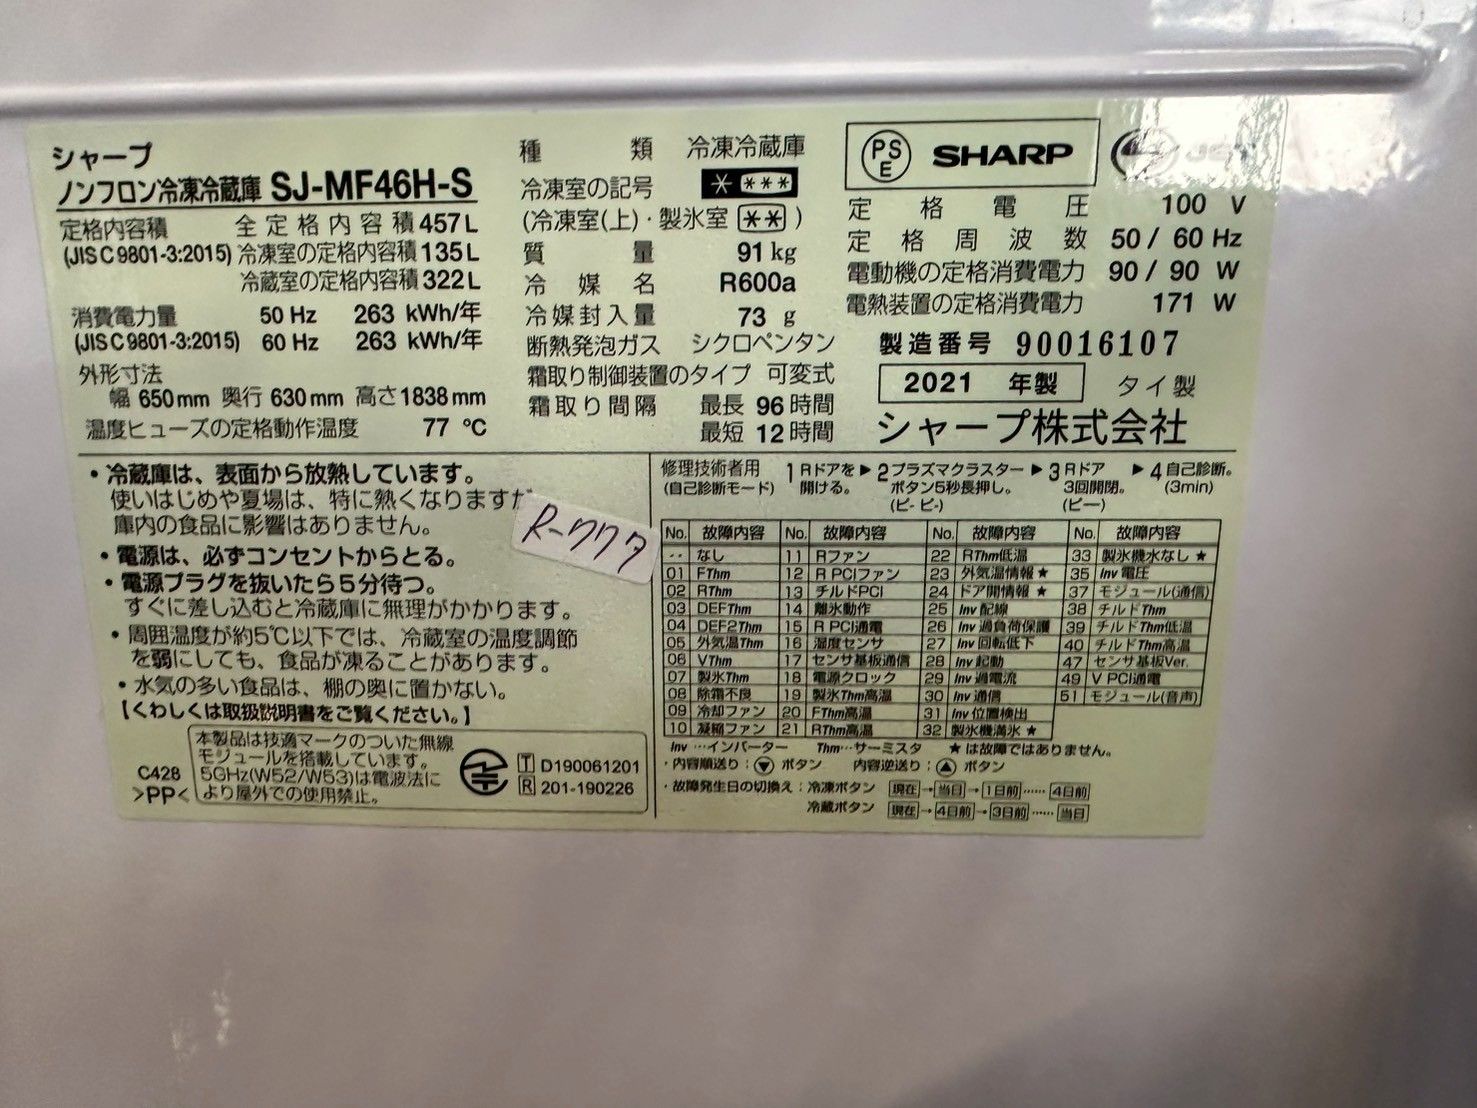 シャープ
ノンフロン冷凍冷蔵庫 SJ-MF46H-S
定格内容積 全定格内容積 457L
(JIS C 9801-3:2015) 冷凍室の定格内容積 135L
冷蔵室の定格内容積 322L
消費電力量 50 Hz 263 kWh/年
(JIS C 9801-3:2015) 60 Hz 263 kWh/年
外形寸法
幅 650mm 奥行 630mm 高さ 1838mm
温度ヒューズの定格動作温度 77 ℃
種類 冷凍冷蔵庫
冷凍室の記号 * ***
(冷凍室(上)・製氷室 ** )
質量 91 kg
冷媒名 R600a
冷媒封入量 73 g
断熱発泡ガス シクロペンタン
霜取り制御装置のタイプ 可変式
霜取り間隔 最長 96 時間
最短 12 時間
PSE SHARP
定格電圧 100 V
定格周波数 50 / 60 Hz
電動機の定格消費電力 90 / 90 W
電熱装置の定格消費電力 171 W
製造番号 90016107
2021 年製 タイ製
シャープ株式会社
・冷蔵庫は、表面から放熱しています。
使いはじめや夏場は、特に熱くなりますが
庫内の食品に影響はありません。
・電源は、必ずコンセントからとる。
・電源プラグを抜いたら5分待つ。
すぐに差し込むと冷蔵庫に無理がかかります。
・周囲温度が約5℃以下では、冷蔵室の温度調節
を弱にしても、食品が凍ることがあります。
・水気の多い食品は、棚の奥に置かない。
【くわしくは取扱説明書をご覧ください。】
R-777
C428
>PP<
本製品は技適マークのついた無線
モジュールを搭載しています。
5GHz(W52/W53)は電波法に
より屋外での使用禁止。
T D190061201
R 201-190226
修理技術者用 1 Rドアを ▶ 2 プラズマクラスター ▶ 3 Rドア ▶ 4 自己診断。
(自己診断モード) 開ける。 ボタン5秒長押し。 3回開閉。 (3min)
(ピ- ピ-) (ピー)
No. 故障内容 No. 故障内容 No. 故障内容 No. 故障内容
-- なし 11 Rファン 22 RThm低温 33 製氷機水なし ★
01 FThm 12 R PCIファン 23 外気温情報 ★ 35 Inv 電圧
02 RThm 13 チルドPCI 24 ドア開情報 ★ 37 モジュール(通信)
03 DEFThm 14 離氷動作 25 Inv 配線 38 チルドThm
04 DEF2Thm 15 R PCI通電 26 Inv 過負荷保護 39 チルドThm低温
05 外気温Thm 16 湿度センサ 27 Inv 回転低下 40 チルドThm高温
06 VThm 17 センサ基板通信 28 Inv 起動 47 センサ基板Ver.
07 製氷Thm 18 電源クロック 29 Inv 過電流 49 V PCI通電
08 除霜不良 19 製氷Thm高温 30 Inv 通信 51 モジュール(音声)
09 冷却ファン 20 FThm高温 31 Inv 位置検出
10 凝縮ファン 21 RThm高温 32 製氷機満氷 ★
Inv …インバーター Thm…サーミスタ ★は故障ではありません。
・内容順送り：▼ ボタン 内容逆送り：▲ ボタン
・故障発生日の切換え：冷凍ボタン 現在→当日→1日前……4日前
冷蔵ボタン 現在→4日前→3日前……当日